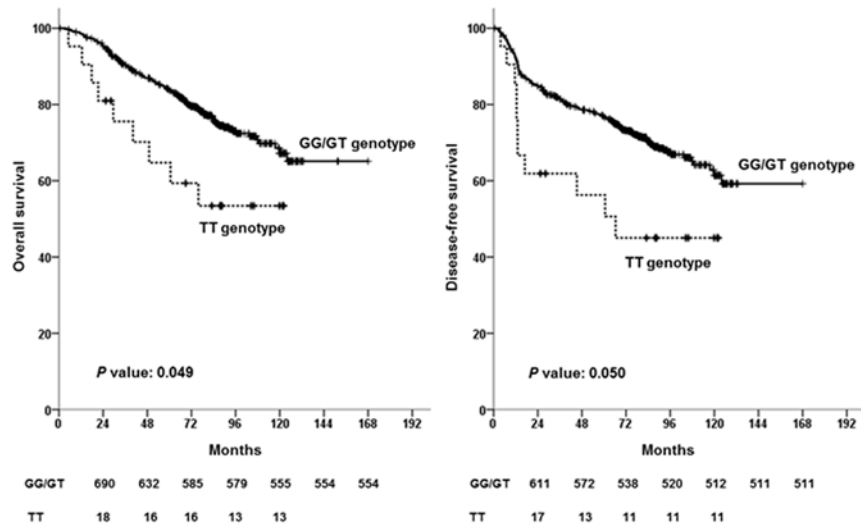 100
80
60
40
20
0
Overall survival
GG/GT genotype
TT genotype
P value: 0.049
0 24 48 72 96 120 144 168 192
Months
GG/GT 690 632 585 579 555 554 554
TT 18 16 16 13 13
100
80
60
40
20
0
Disease-free survival
GG/GT genotype
TT genotype
P value: 0.050
0 24 48 72 96 120 144 168 192
Months
GG/GT 611 572 538 520 512 511 511
TT 17 13 11 11 11